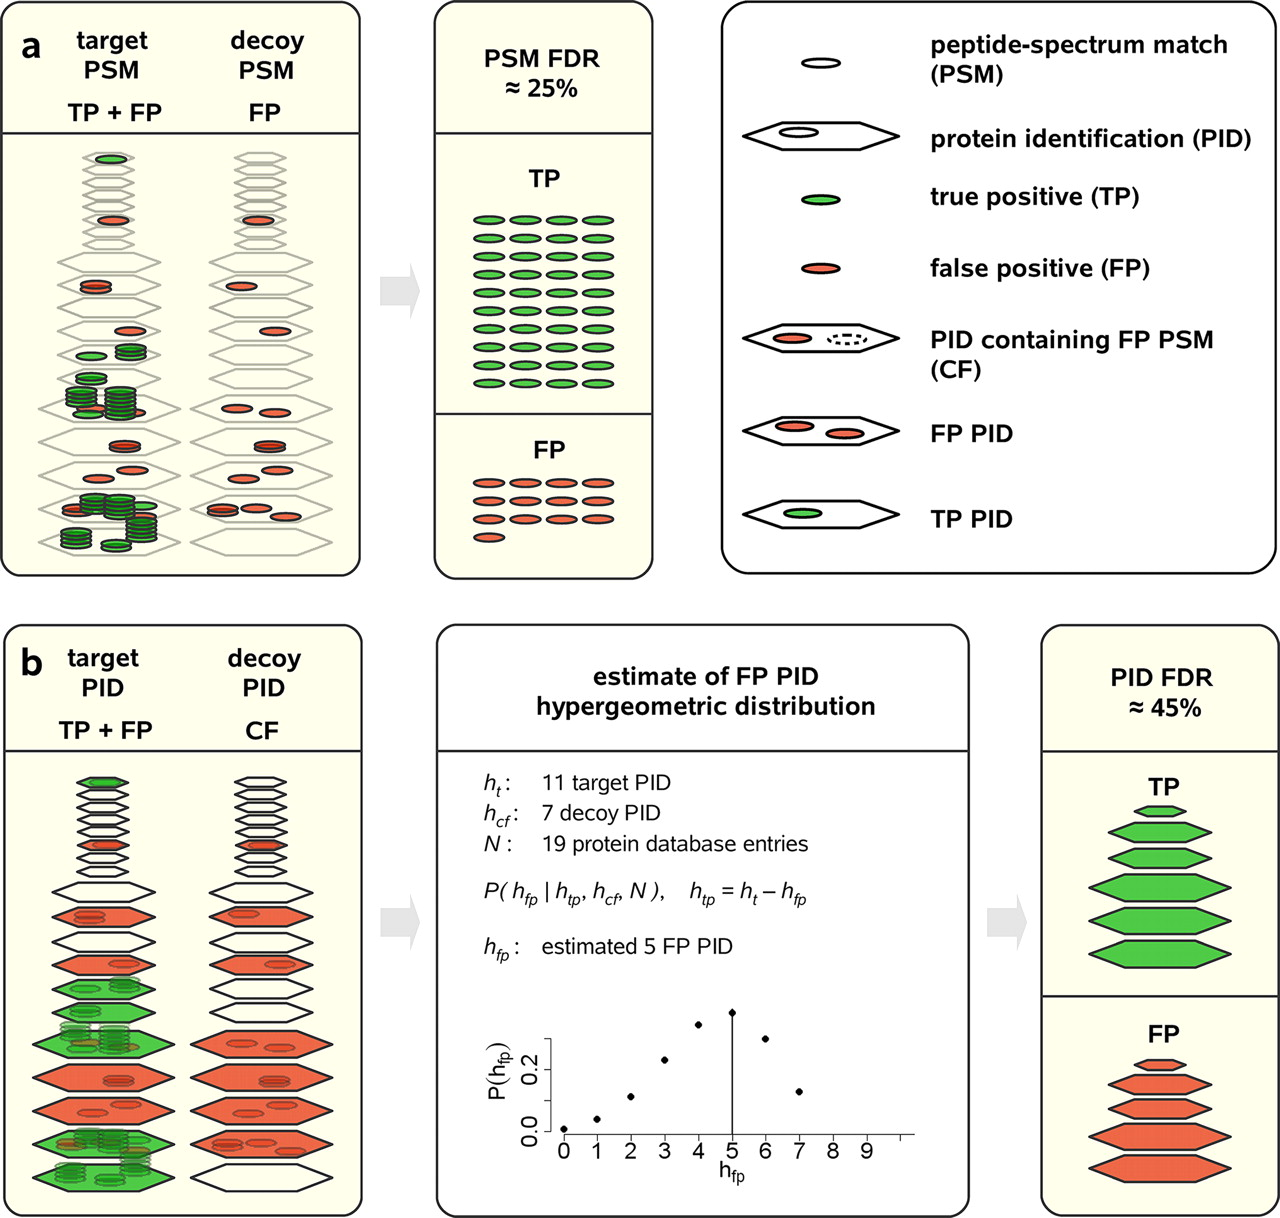 a
target
PSM
TP + FP
decoy
PSM
FP
PSM FDR
≈ 25%
TP
FP
peptide-spectrum match
(PSM)
protein identification (PID)
true positive (TP)
false positive (FP)
PID containing FP PSM
(CF)
FP PID
TP PID
b
target
PID
TP + FP
decoy
PID
CF
estimate of FP PID
hypergeometric distribution
h_t : 11 target PID
h_cf : 7 decoy PID
N : 19 protein database entries
P( h_fp | h_tp, h_cf, N ), h_tp = h_t – h_fp
h_fp : estimated 5 FP PID
P(h_fp)
0.2
0.0
0 1 2 3 4 5 6 7 8 9
h_fp
PID FDR
≈ 45%
TP
FP